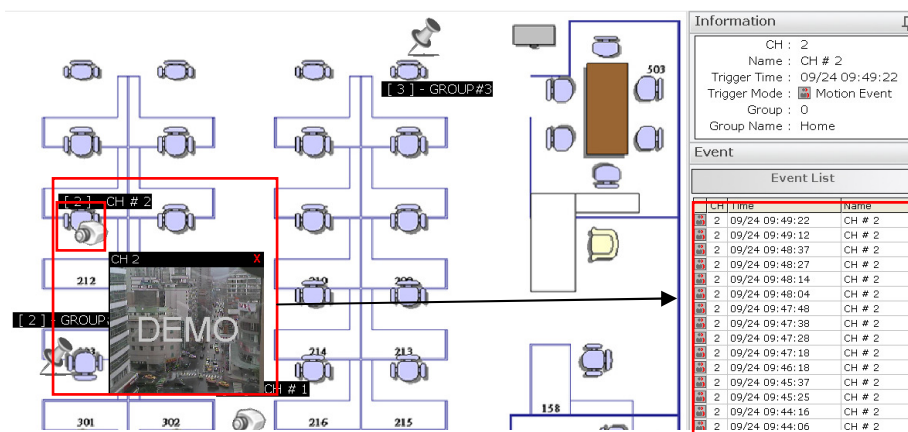 [ 3 ] - GROUP#3
503
[ 2 ] - CH # 2
CH 2
X
212
DEMO
[ 2 ] - GROUP
214
213
CH # 1
301
302
216
215
158
Information
CH : 2
Name : CH # 2
Trigger Time : 09/24 09:49:22
Trigger Mode : Motion Event
Group : 0
Group Name : Home
Event
Event List
CH Time Name
2 09/24 09:49:22 CH # 2
2 09/24 09:49:12 CH # 2
2 09/24 09:48:37 CH # 2
2 09/24 09:48:27 CH # 2
2 09/24 09:48:14 CH # 2
2 09/24 09:48:04 CH # 2
2 09/24 09:47:48 CH # 2
2 09/24 09:47:38 CH # 2
2 09/24 09:47:28 CH # 2
2 09/24 09:47:18 CH # 2
2 09/24 09:46:18 CH # 2
2 09/24 09:45:37 CH # 2
2 09/24 09:45:25 CH # 2
2 09/24 09:44:16 CH # 2
2 09/24 09:44:06 CH # 2